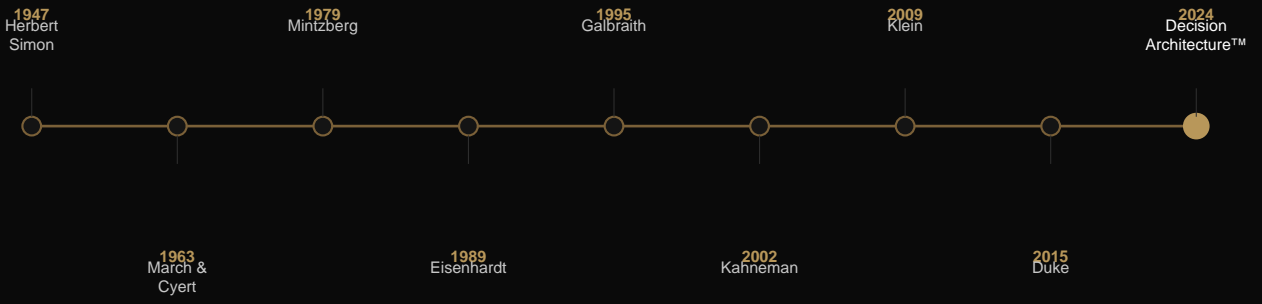 1947
Herbert
Simon
1979
Mintzberg
1995
Galbraith
2009
Klein
2024
Decision
Architecture™
1963
March &
Cyert
1989
Eisenhardt
2002
Kahneman
2015
Duke